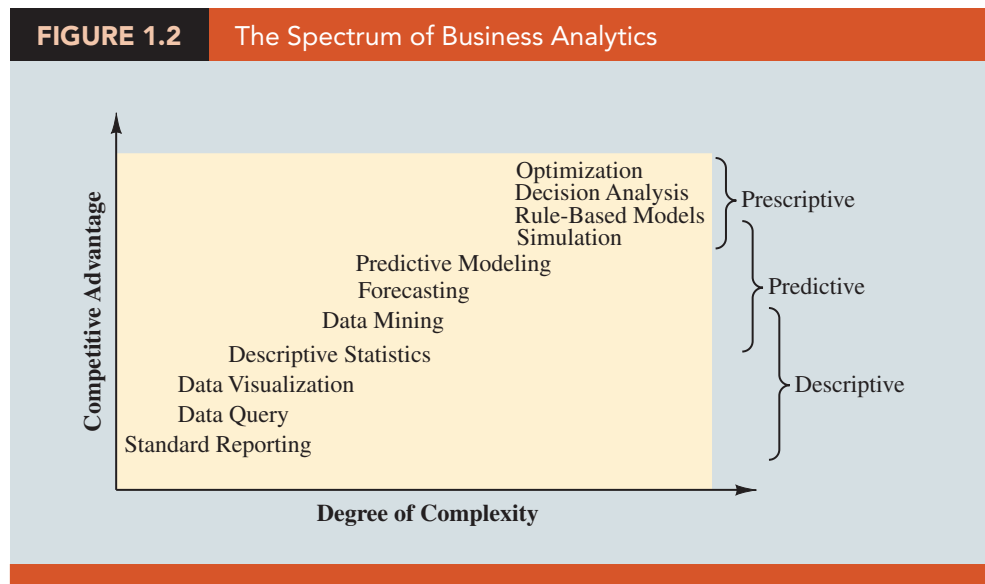 FIGURE 1.2 The Spectrum of Business Analytics
Competitive Advantage
Optimization
Decision Analysis
Rule-Based Models
Simulation
Predictive Modeling
Forecasting
Data Mining
Descriptive Statistics
Data Visualization
Data Query
Standard Reporting
Prescriptive
Predictive
Descriptive
Degree of Complexity